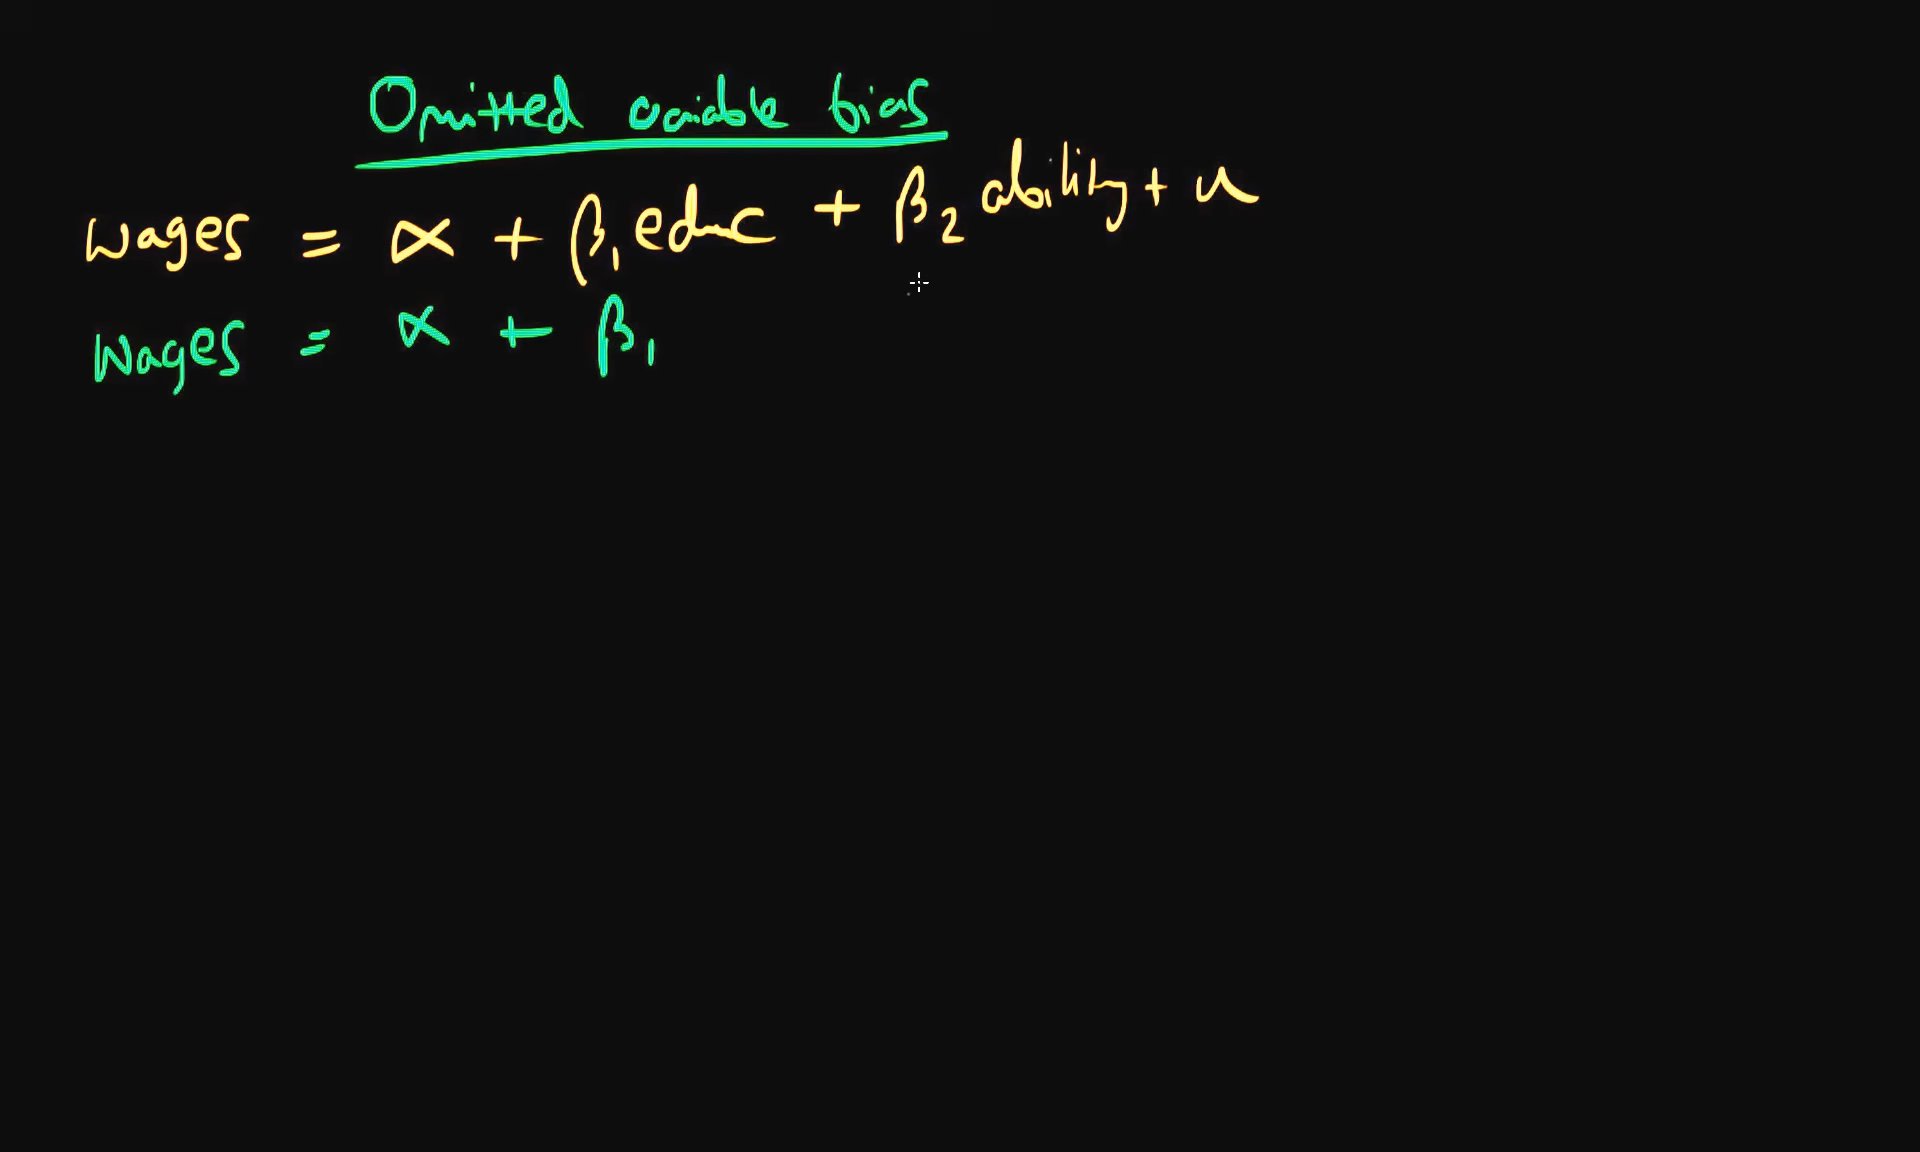 Omitted variable bias
wages = α + β₁educ + β₂ability + u
Wages = α + β₁